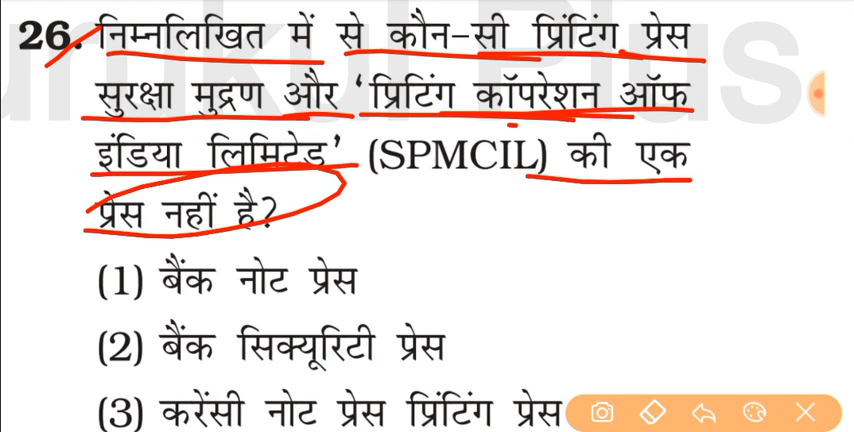 26. निम्नलिखित में से कौन-सी प्रिंटिंग प्रेस
सुरक्षा मुद्रण और ‘प्रिटिंग कॉपरेशन ऑफ
इंडिया लिमिटेड’ (SPMCIL) की एक
प्रेस नहीं है?
(1) बैंक नोट प्रेस
(2) बैंक सिक्यूरिटी प्रेस
(3) करेंसी नोट प्रेस प्रिंटिंग प्रेस